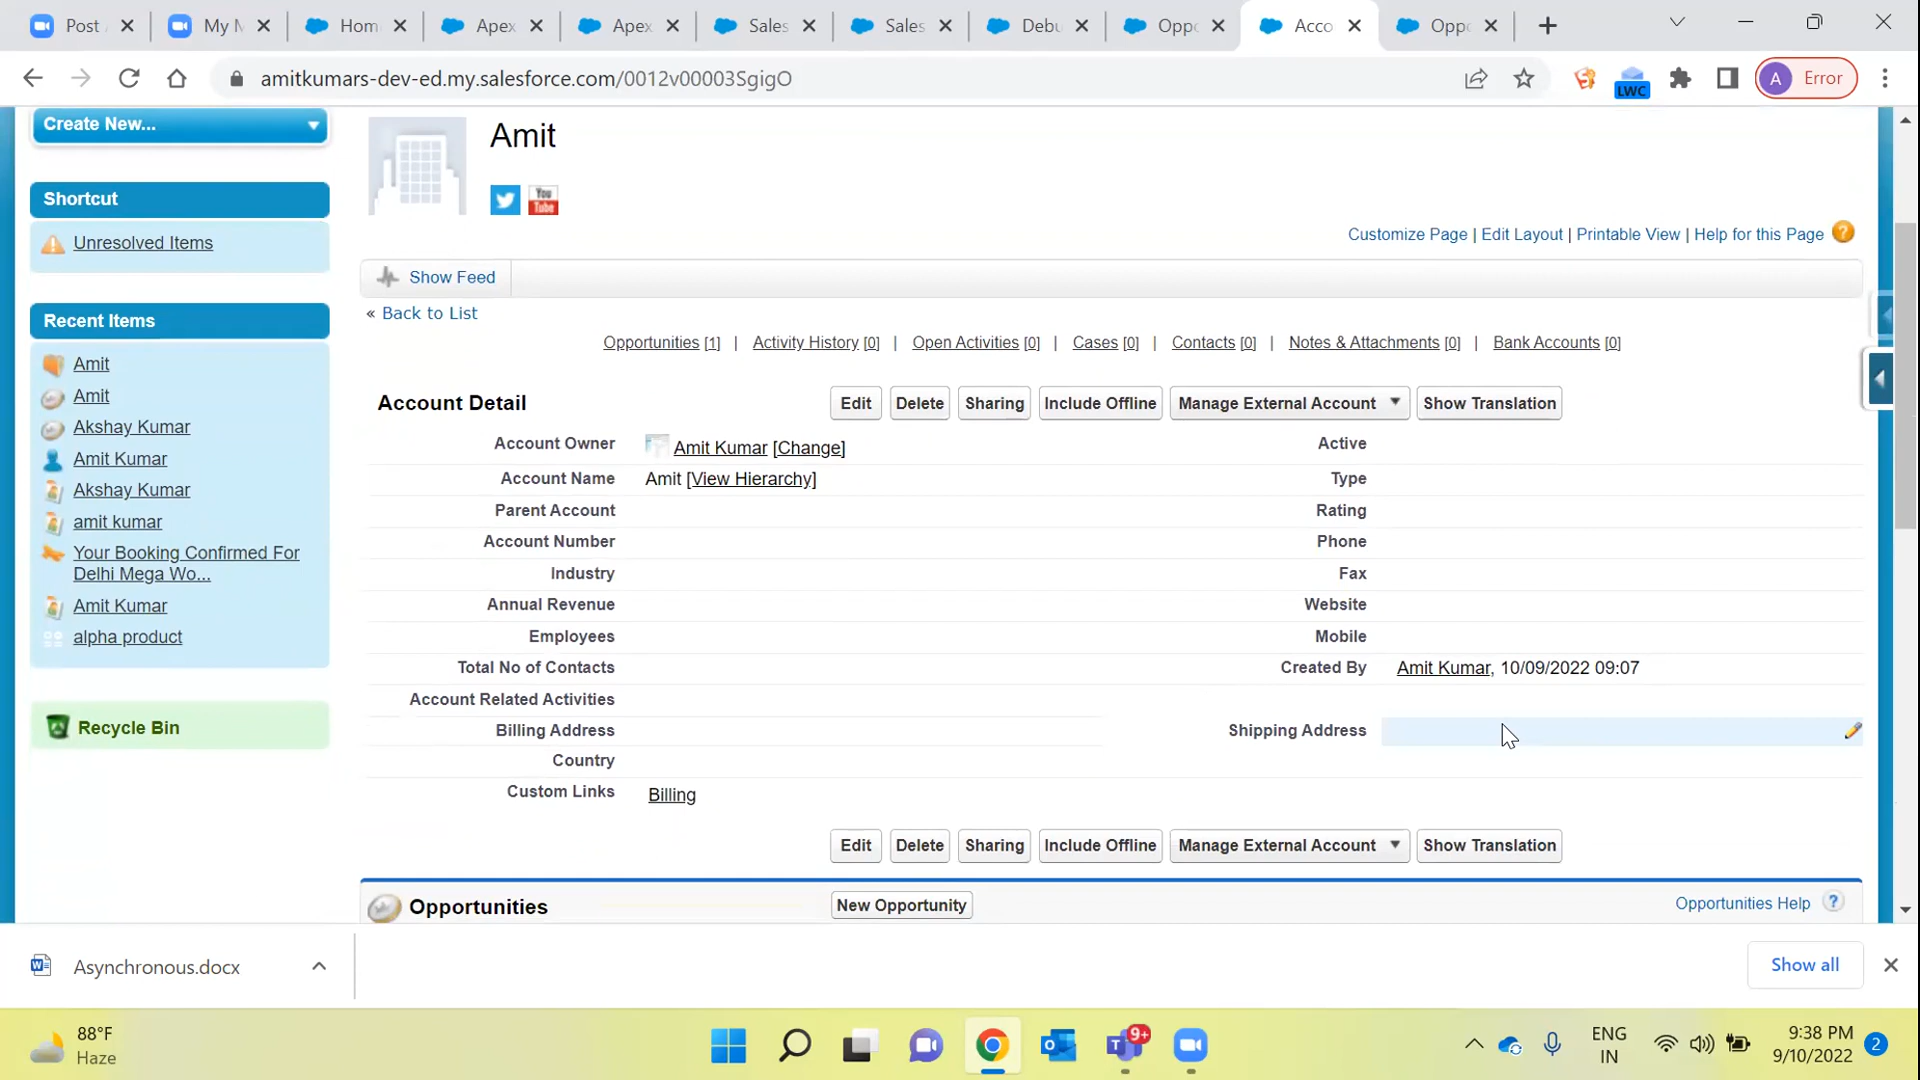 Post
My M
Hom
Apex
Apex
Sales
Sales
Debu
Oppo
Acco
Oppo
amitkumars-dev-ed.my.salesforce.com/0012v00003SgigO
LWC
A
Error
Create New...
Amit
You
Tube
Shortcut
Unresolved Items
Customize Page | Edit Layout | Printable View | Help for this Page ?
Show Feed
« Back to List
Recent Items
Amit
Amit
Akshay Kumar
Amit Kumar
Akshay Kumar
amit kumar
Your Booking Confirmed For
Delhi Mega Wo...
Amit Kumar
alpha product
Recycle Bin
Opportunities [1] | Activity History [0] | Open Activities [0] | Cases [0] | Contacts [0] | Notes & Attachments [0] | Bank Accounts [0]
Account Detail
Edit Delete Sharing Include Offline Manage External Account Show Translation
Account Owner Amit Kumar [Change] Active
Account Name Amit [View Hierarchy] Type
Parent Account Rating
Account Number Phone
Industry Fax
Annual Revenue Website
Employees Mobile
Total No of Contacts Created By Amit Kumar, 10/09/2022 09:07
Account Related Activities
Billing Address Shipping Address
Country
Custom Links Billing
Edit Delete Sharing Include Offline Manage External Account Show Translation
Opportunities New Opportunity Opportunities Help ?
Asynchronous.docx
Show all
88°F
Haze
9+
ENG
IN
9:38 PM
9/10/2022
2